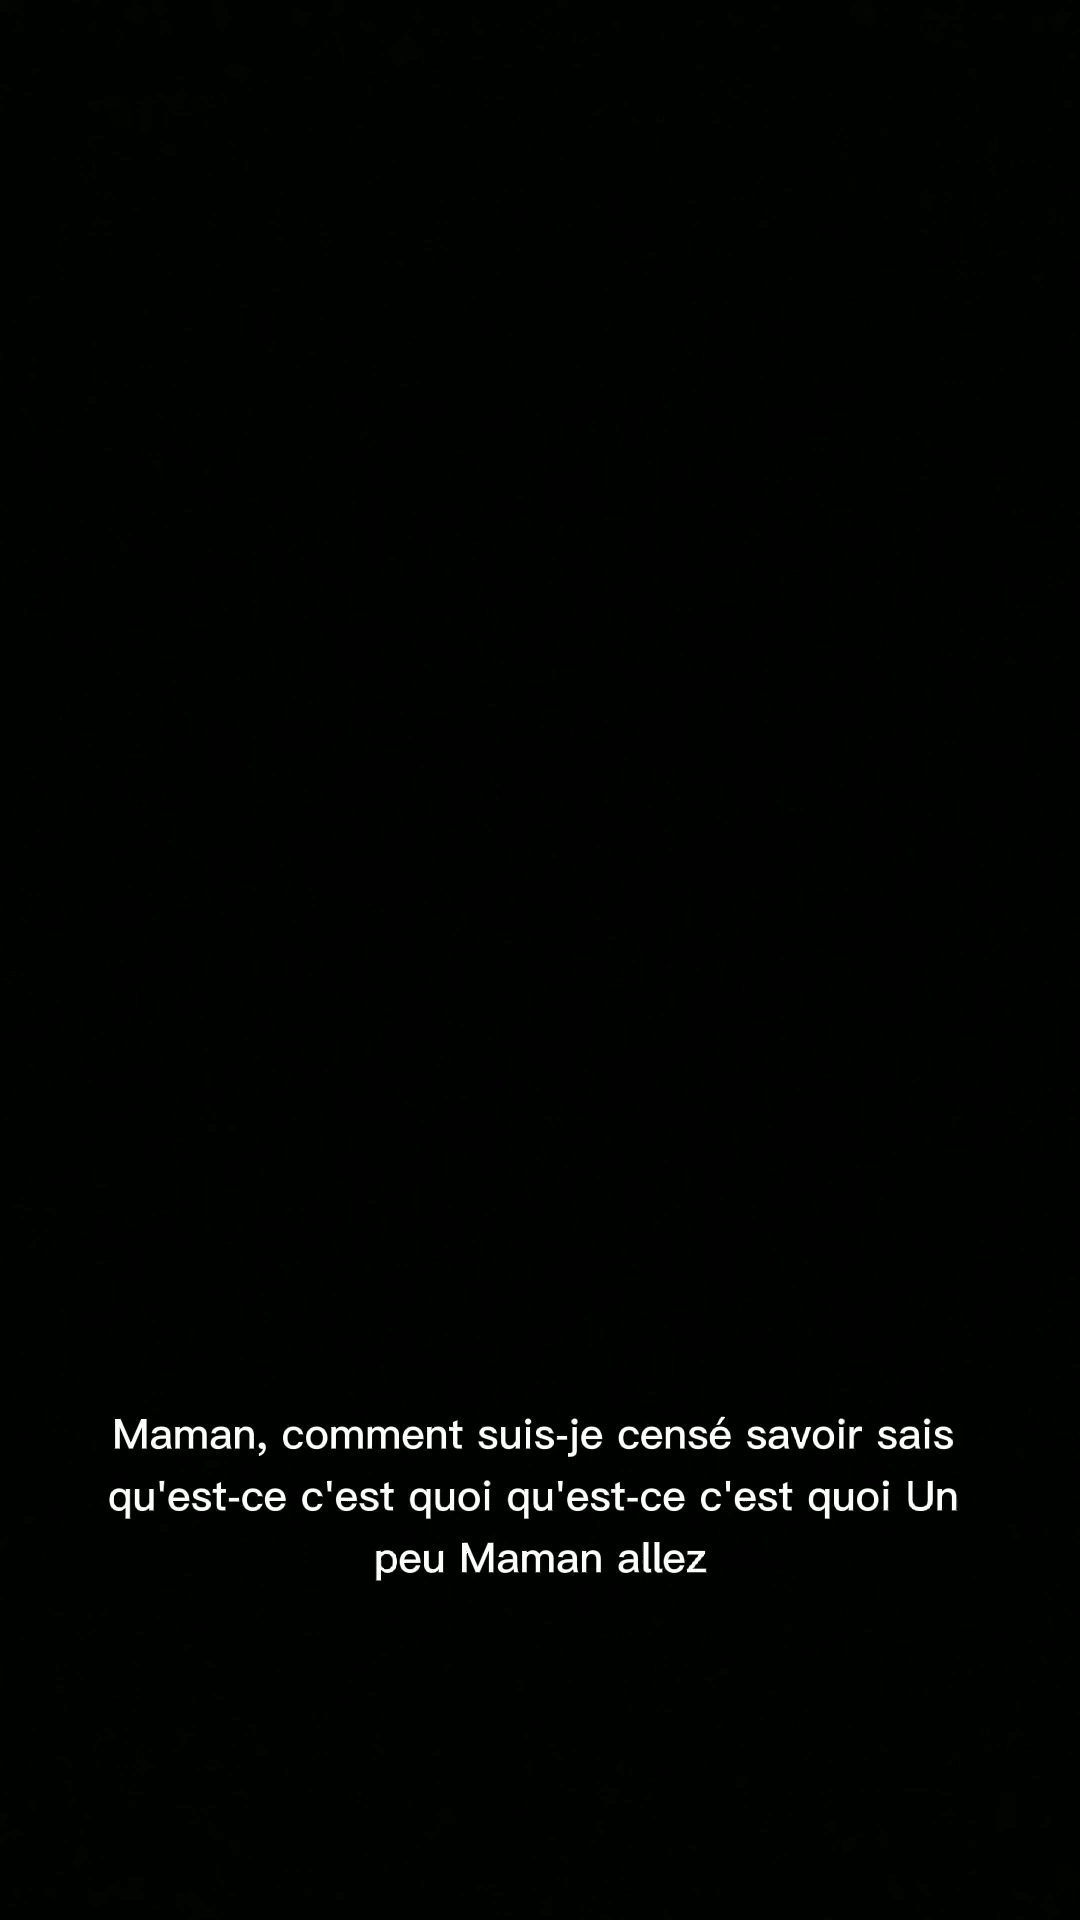 Maman, comment suis-je censé savoir sais
qu'est-ce c'est quoi qu'est-ce c'est quoi Un
peu Maman allez